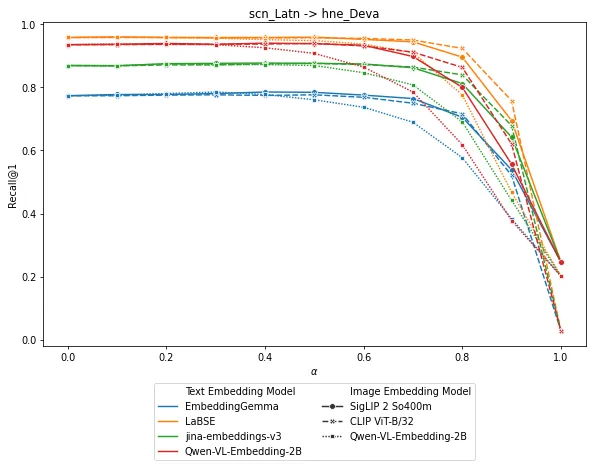 scn_Latn -> hne_Deva
1.0
0.8
0.6
0.4
0.2
0.0
Recall@1
0.0 0.2 0.4 0.6 0.8 1.0
α
Text Embedding Model Image Embedding Model
EmbeddingGemma SigLIP 2 So400m
LaBSE CLIP ViT-B/32
jina-embeddings-v3 Qwen-VL-Embedding-2B
Qwen-VL-Embedding-2B